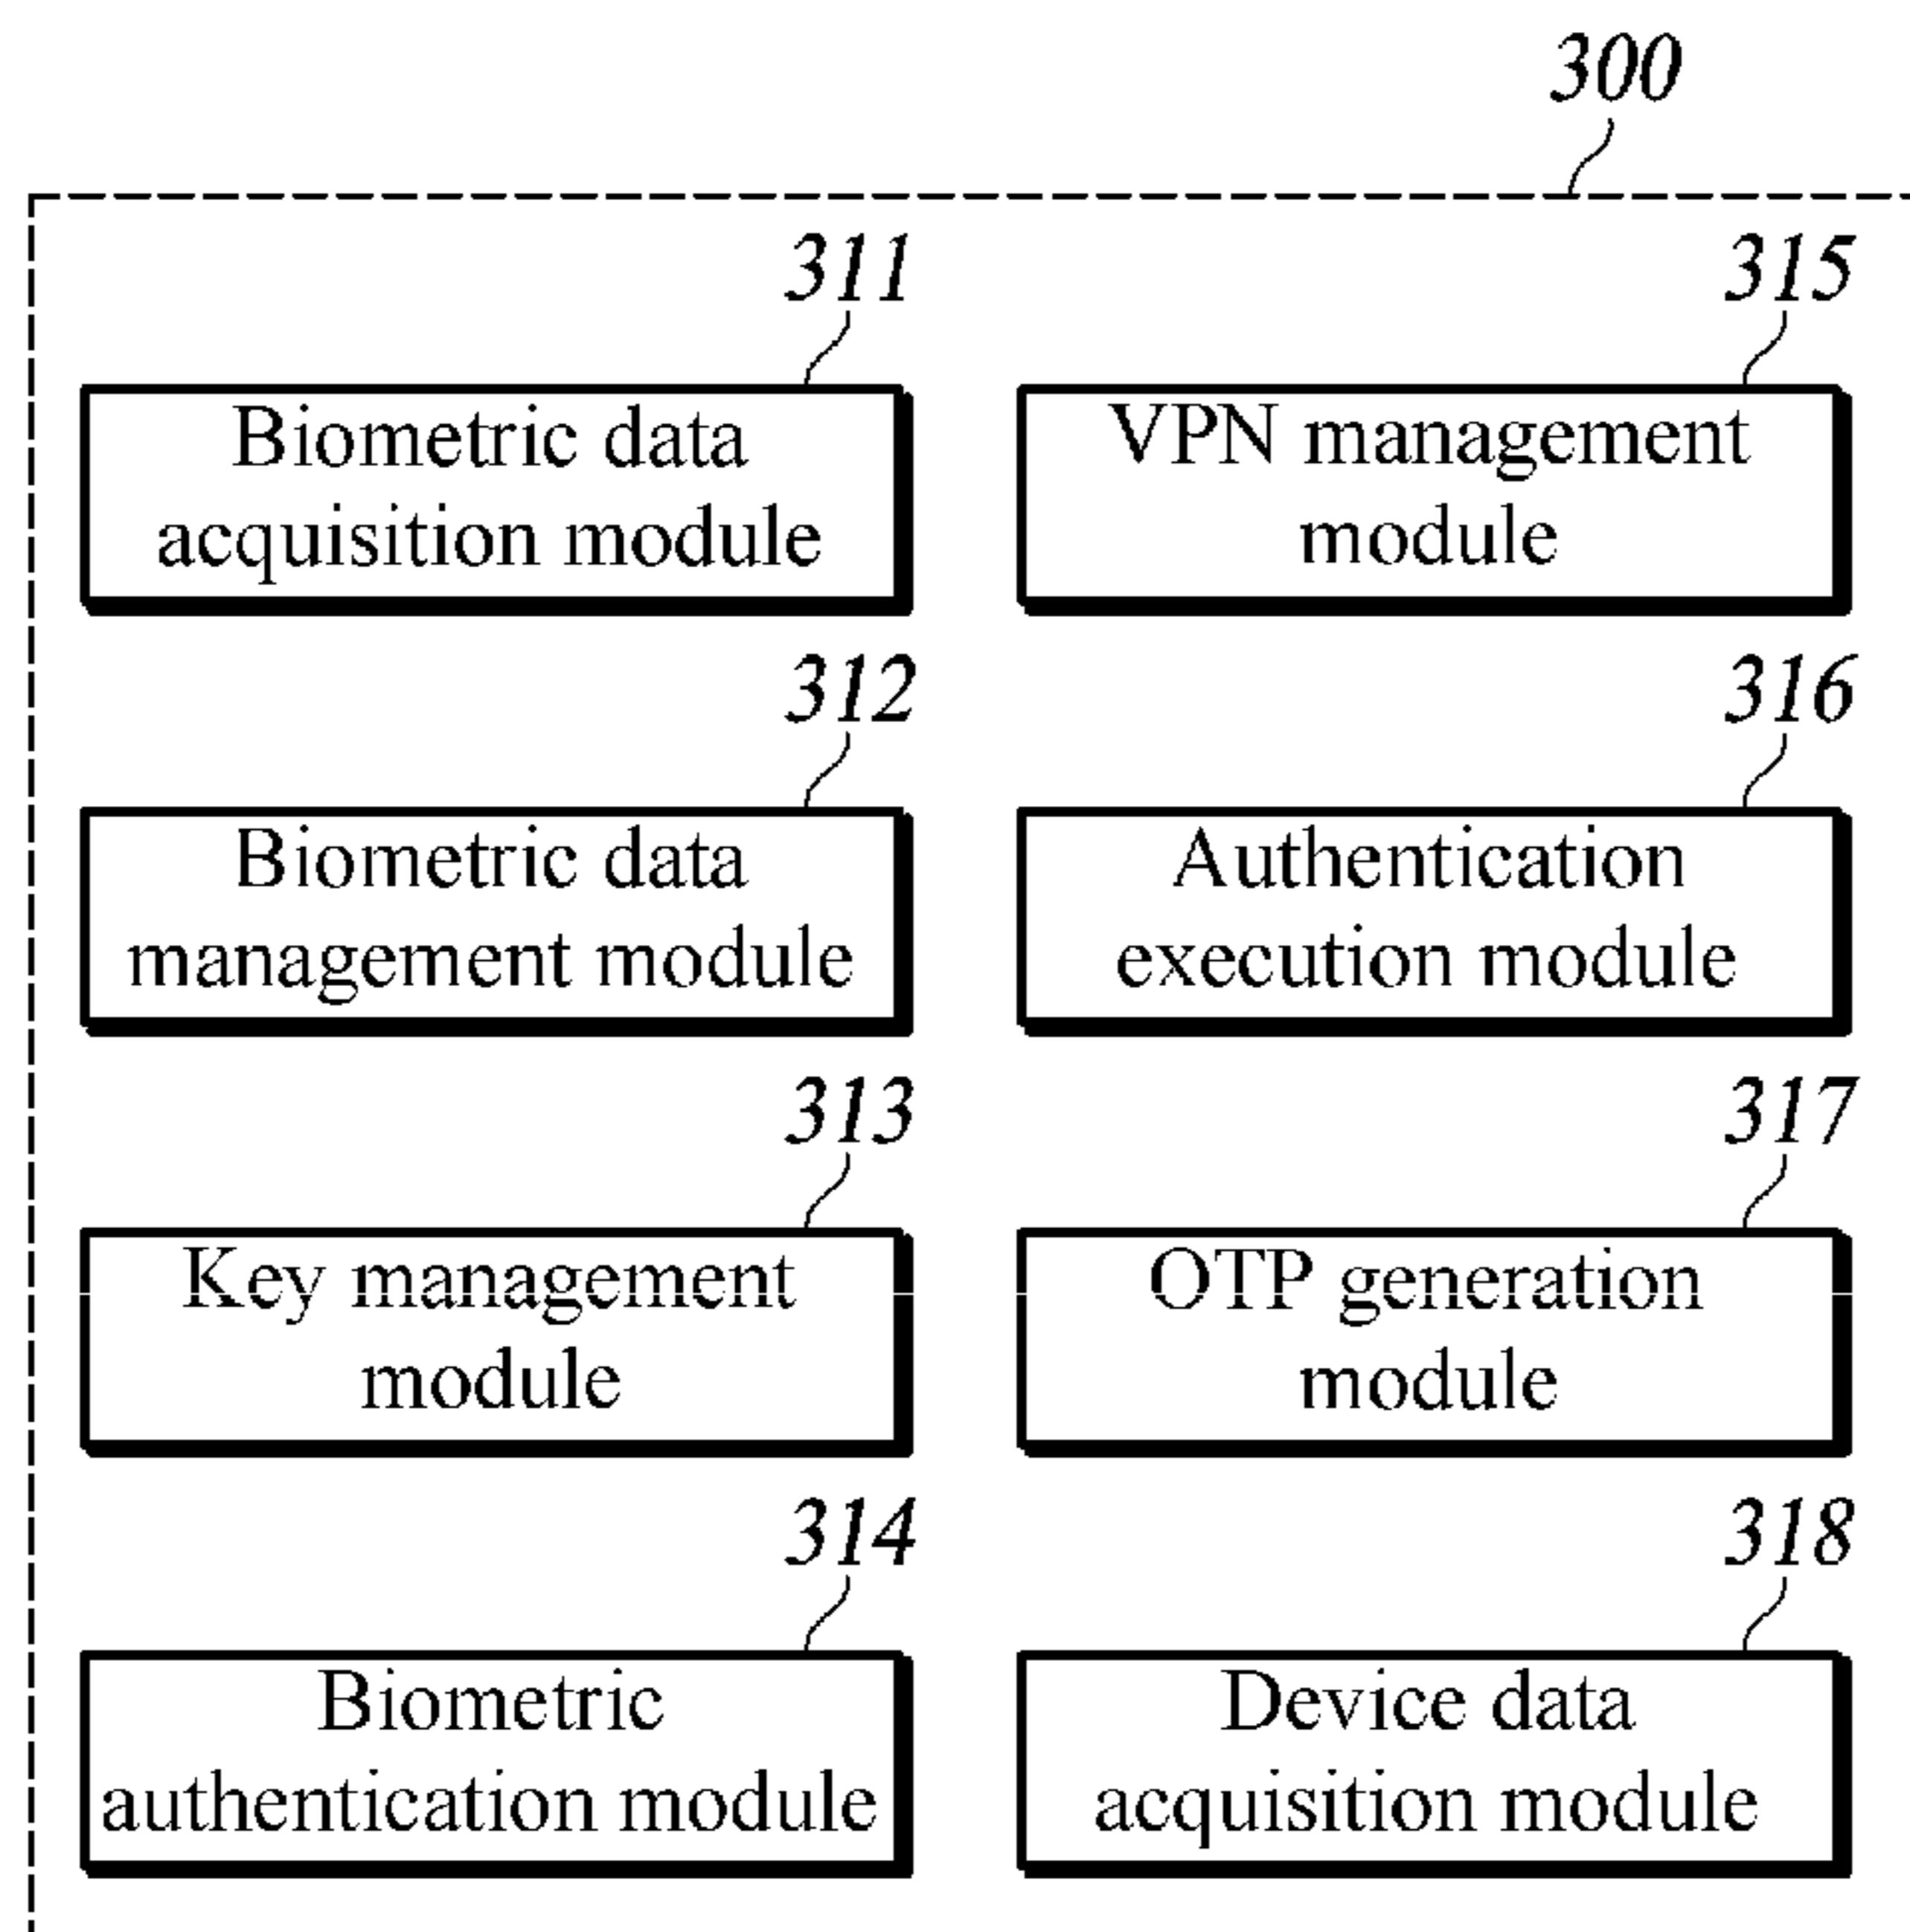 300
311
Biometric data
acquisition module
315
VPN management
module
312
Biometric data
management module
316
Authentication
execution module
313
Key management
module
317
OTP generation
module
314
Biometric
authentication module
318
Device data
acquisition module